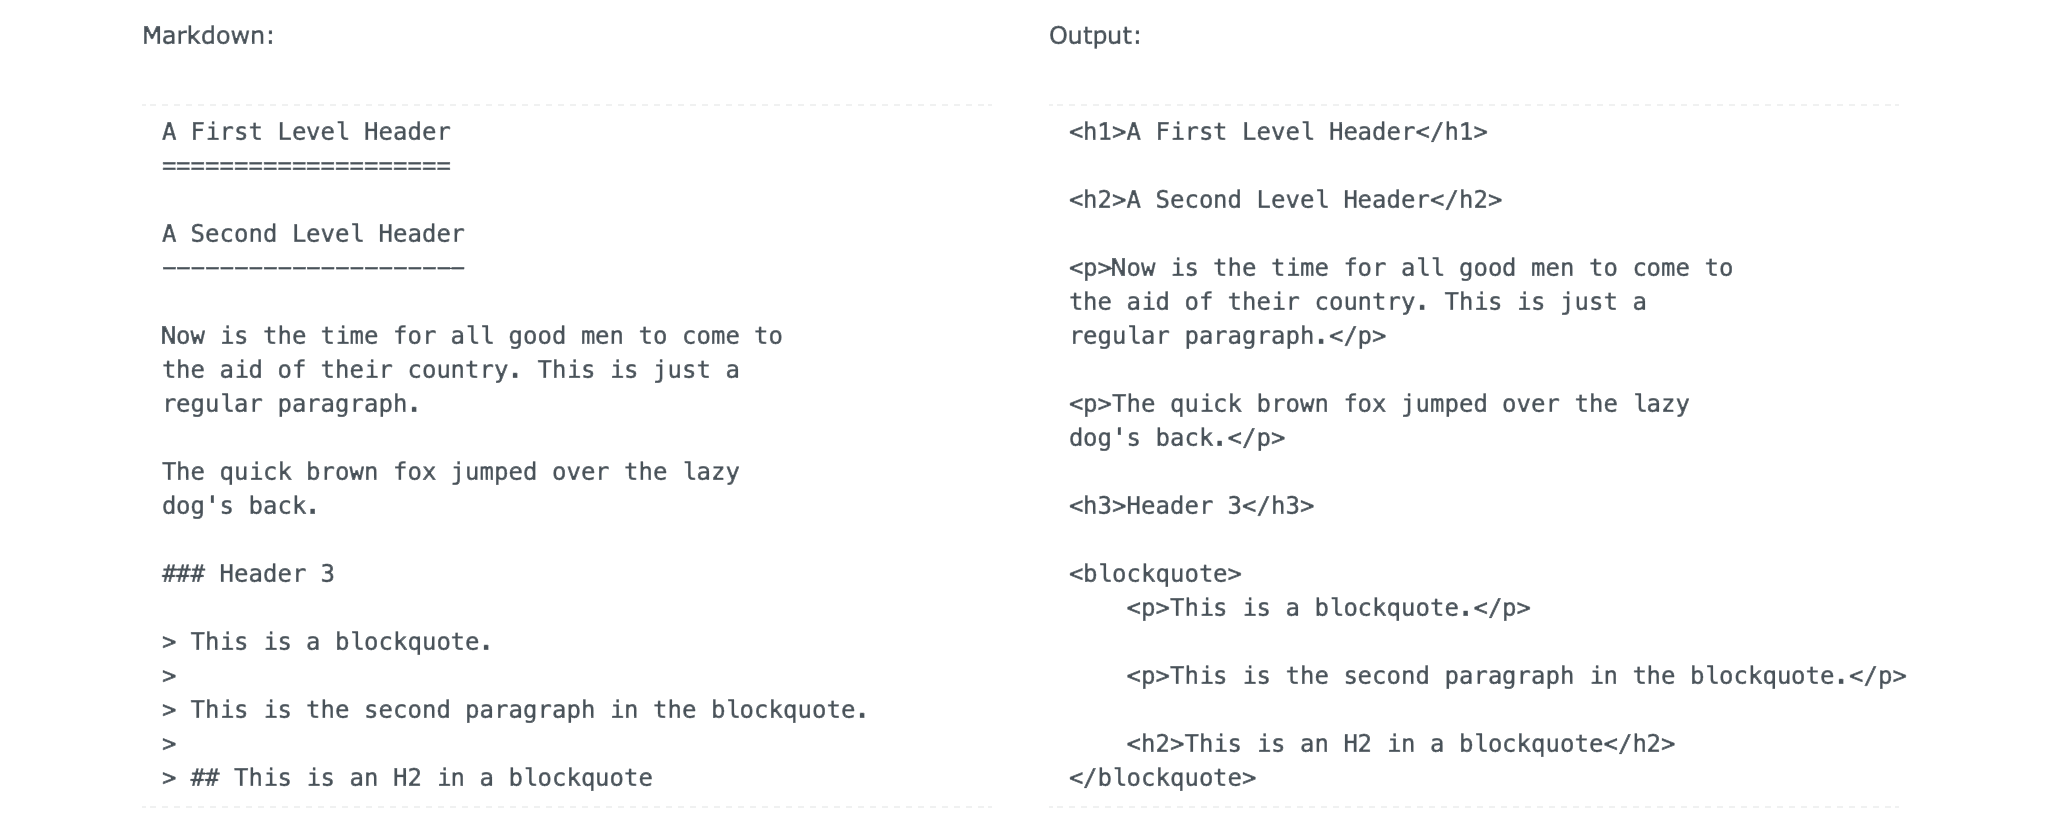 Markdown:
A First Level Header
====================
A Second Level Header
---------------------
Now is the time for all good men to come to
the aid of their country. This is just a
regular paragraph.
The quick brown fox jumped over the lazy
dog's back.
### Header 3
> This is a blockquote.
>
> This is the second paragraph in the blockquote.
>
> ## This is an H2 in a blockquote
Output:
<h1>A First Level Header</h1>
<h2>A Second Level Header</h2>
<p>Now is the time for all good men to come to
the aid of their country. This is just a
regular paragraph.</p>
<p>The quick brown fox jumped over the lazy
dog's back.</p>
<h3>Header 3</h3>
<blockquote>
    <p>This is a blockquote.</p>
    <p>This is the second paragraph in the blockquote.</p>
    <h2>This is an H2 in a blockquote</h2>
</blockquote>